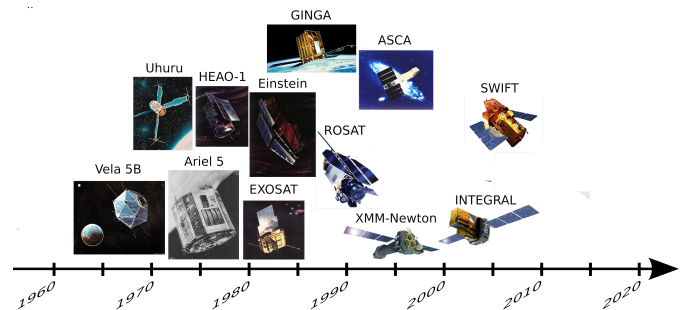 GINGA
ASCA
Uhuru
HEAO-1
Einstein
SWIFT
ROSAT
Vela 5B
Ariel 5
EXOSAT
XMM-Newton
INTEGRAL
1960 1970 1980 1990 2000 2010 2020